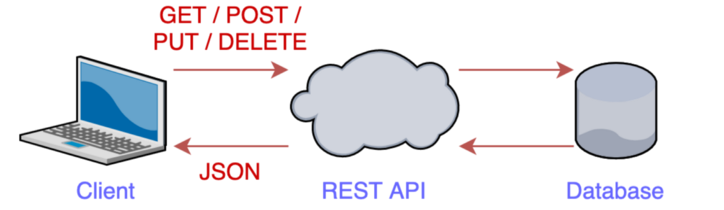 GET / POST /
PUT / DELETE
JSON
Client
REST API
Database